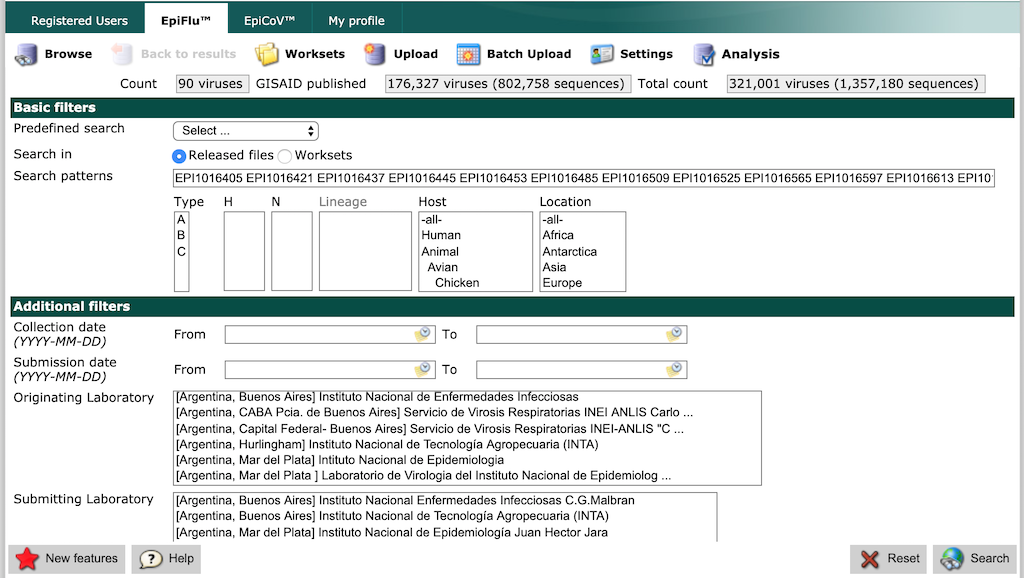 Registered Users EpiFlu™ EpiCoV™ My profile
Browse Back to results Worksets Upload Batch Upload Settings Analysis
Count 90 viruses GISAID published 176,327 viruses (802,758 sequences) Total count 321,001 viruses (1,357,180 sequences)
Basic filters
Predefined search Select ...
Search in Released files Worksets
Search patterns EPI1016405 EPI1016421 EPI1016437 EPI1016445 EPI1016453 EPI1016485 EPI1016509 EPI1016525 EPI1016565 EPI1016597 EPI1016613 EPI10
Type H N Lineage Host Location
A -all- -all-
B Human Africa
C Animal Antarctica
Avian Asia
Chicken Europe
Additional filters
Collection date
(YYYY-MM-DD) From To
Submission date
(YYYY-MM-DD) From To
Originating Laboratory [Argentina, Buenos Aires] Instituto Nacional de Enfermedades Infecciosas
[Argentina, CABA Pcia. de Buenos Aires] Servicio de Virosis Respiratorias INEI ANLIS Carlo ...
[Argentina, Capital Federal- Buenos Aires] Servicio de Virosis Respiratorias INEI-ANLIS "C ...
[Argentina, Hurlingham] Instituto Nacional de Tecnología Agropecuaria (INTA)
[Argentina, Mar del Plata] Intituto Nacional de Epidemiologia
[Argentina, Mar del Plata ] Laboratorio de Virologia del Instituto Nacional de Epidemiolog ...
Submitting Laboratory [Argentina, Buenos Aires] Instituto Nacional Enfermedades Infecciosas C.G.Malbran
[Argentina, Buenos Aires] Instituto Nacional de Tecnología Agropecuaria (INTA)
[Argentina, Mar del Plata] Instituto Nacional de Epidemiología Juan Hector Jara
New features Help Reset Search